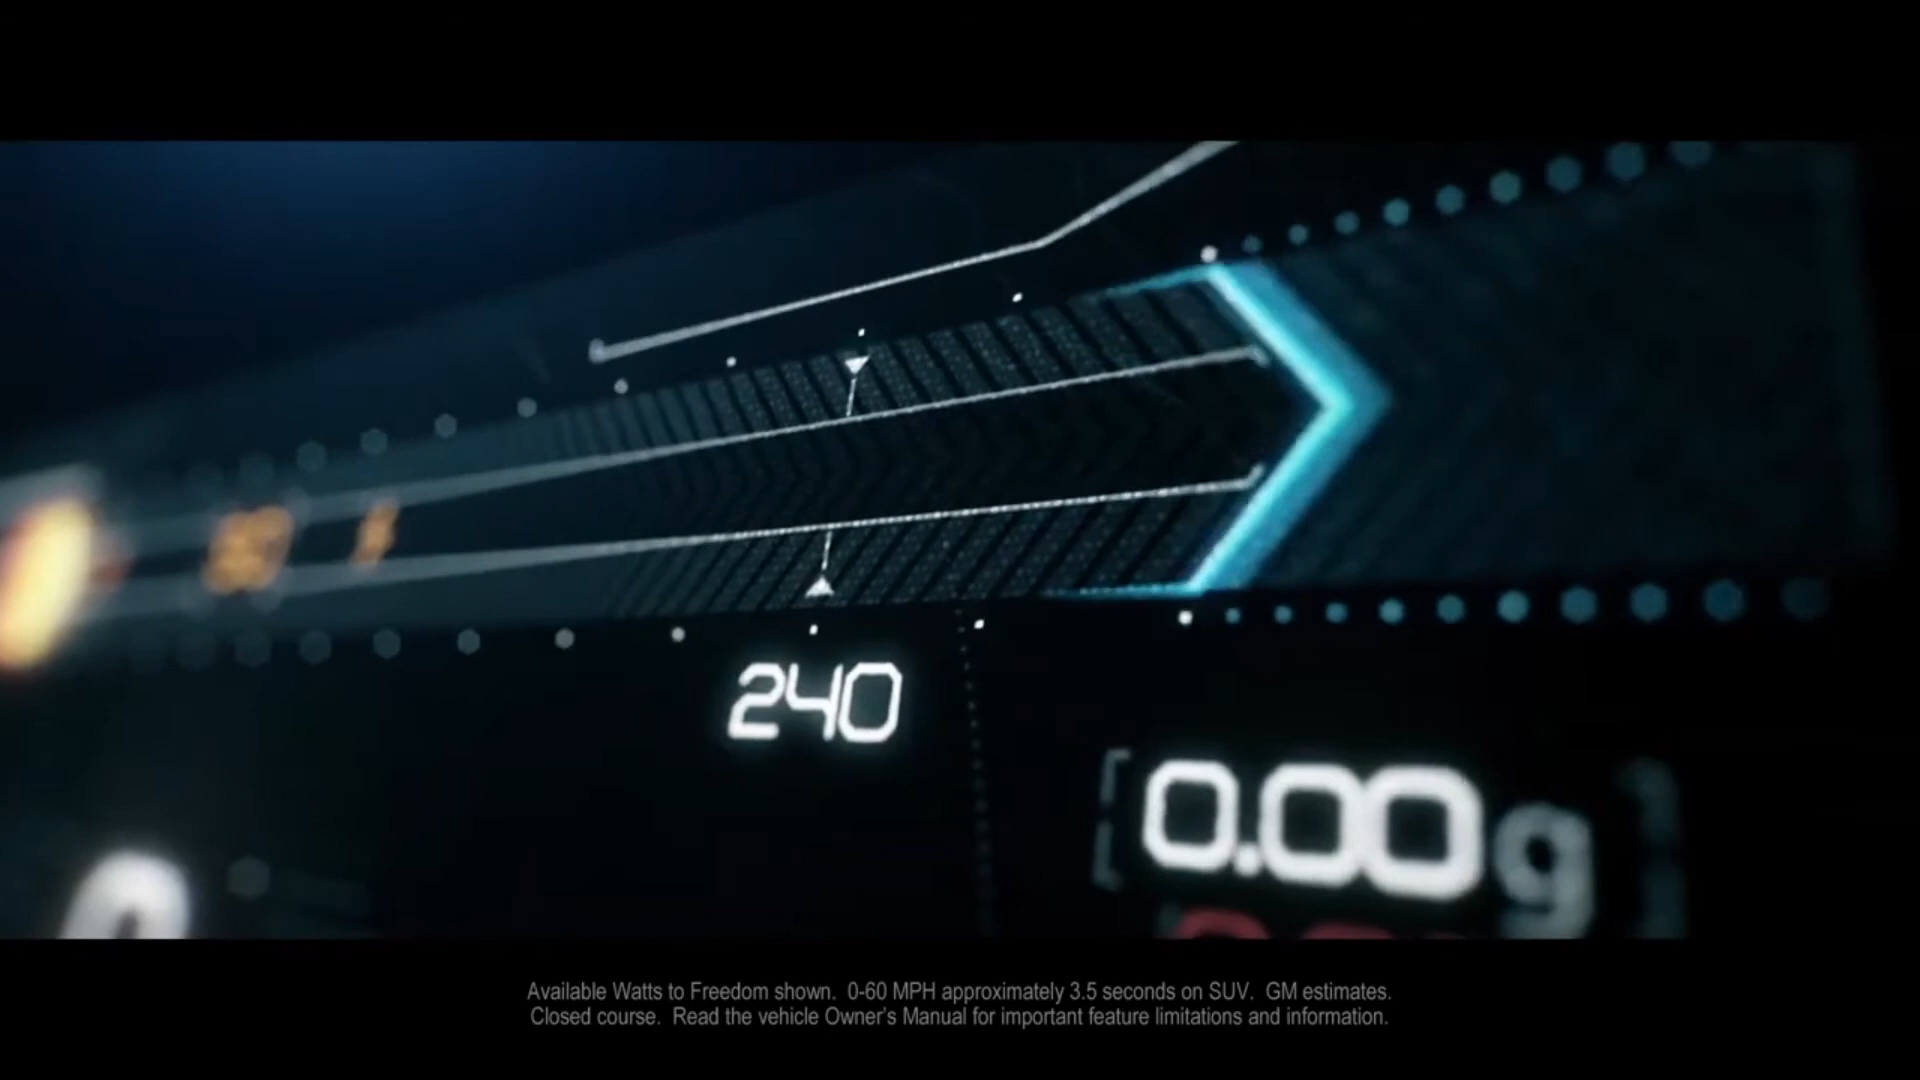 240
0.00g
Available Watts to Freedom shown.  0-60 MPH approximately 3.5 seconds on SUV.  GM estimates.
Closed course.  Read the vehicle Owner's Manual for important feature limitations and information.